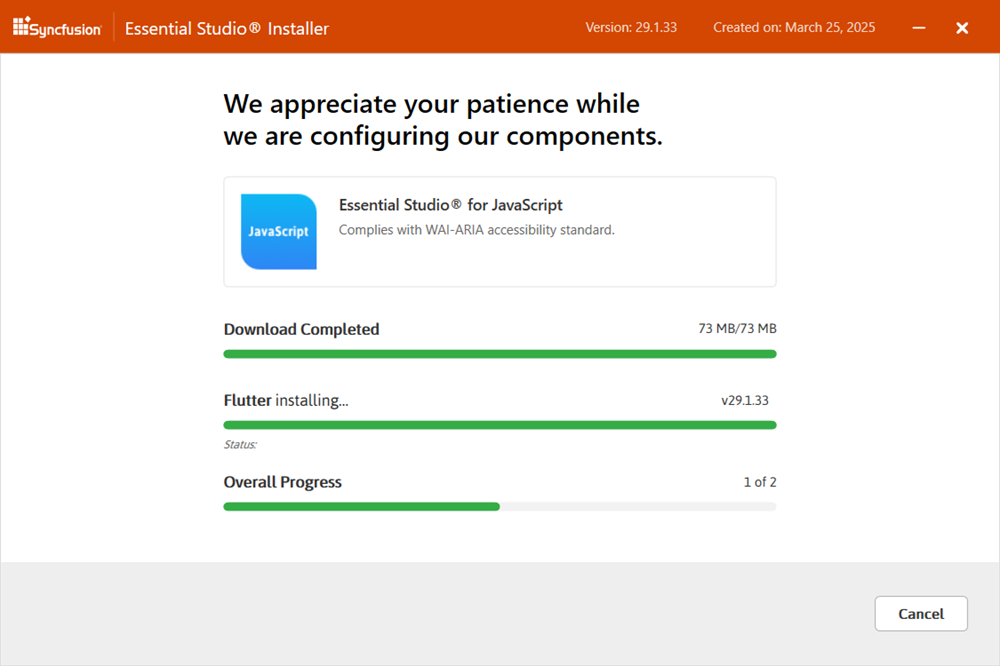 Syncfusion Essential Studio® Installer Version: 29.1.33 Created on: March 25, 2025
We appreciate your patience while
we are configuring our components.
JavaScript
Essential Studio® for JavaScript
Complies with WAI-ARIA accessibility standard.
Download Completed 73 MB/73 MB
Flutter installing... v29.1.33
Status:
Overall Progress 1 of 2
Cancel